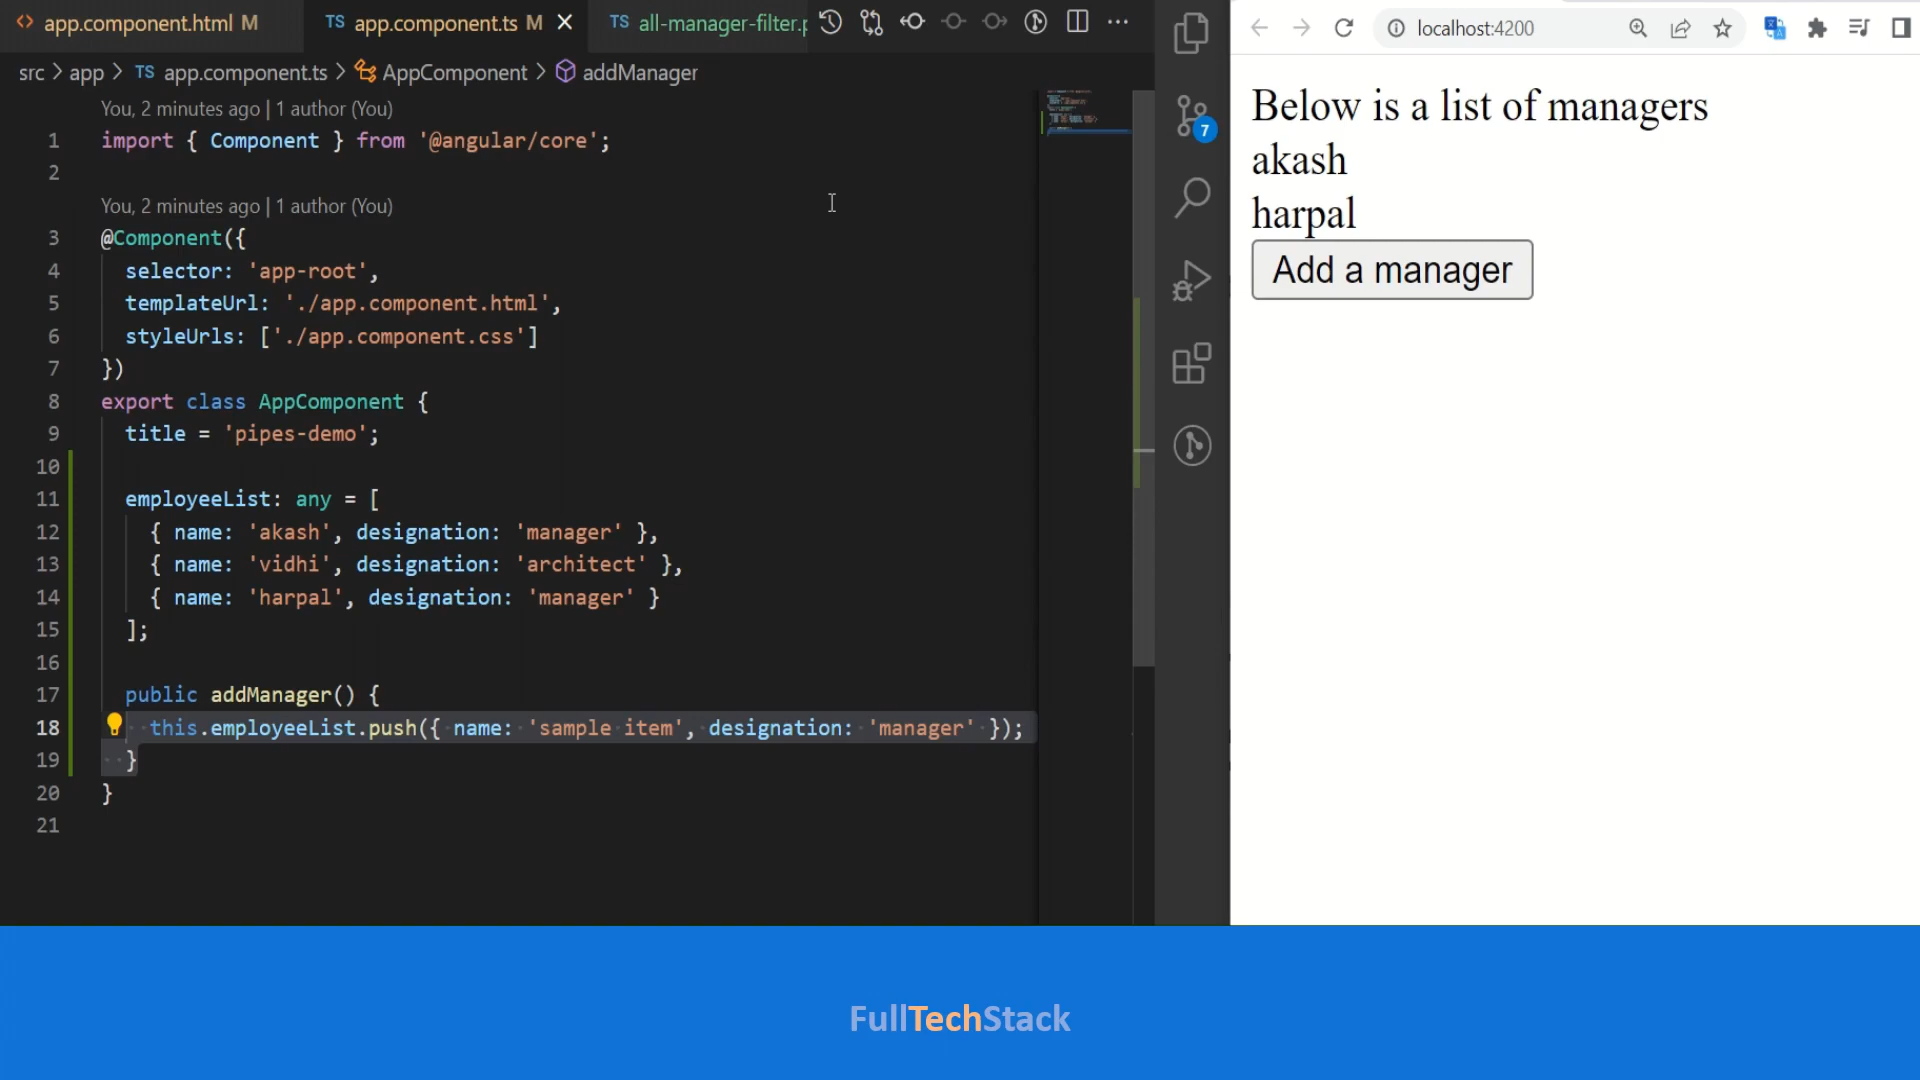 app.component.html M
TS app.component.ts M
TS all-manager-filter.p
src > app > TS app.component.ts > AppComponent > addManager
You, 2 minutes ago | 1 author (You)
1 import { Component } from '@angular/core';
2
You, 2 minutes ago | 1 author (You)
3 @Component({
4 selector: 'app-root',
5 templateUrl: './app.component.html',
6 styleUrls: ['./app.component.css']
7 })
8 export class AppComponent {
9 title = 'pipes-demo';
10
11 employeeList: any = [
12 { name: 'akash', designation: 'manager' },
13 { name: 'vidhi', designation: 'architect' },
14 { name: 'harpal', designation: 'manager' }
15 ];
16
17 public addManager() {
18 this.employeeList.push({ name: 'sample item', designation: 'manager' });
19 }
20 }
21
7
localhost:4200
Below is a list of managers
akash
harpal
Add a manager
FullTechStack